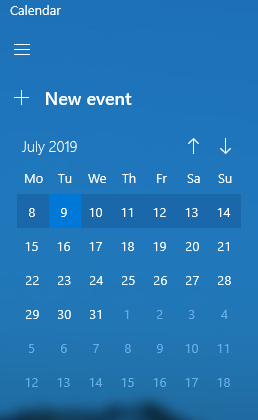 Calendar
New event
July 2019
Mo Tu We Th Fr Sa Su
8 9 10 11 12 13 14
15 16 17 18 19 20 21
22 23 24 25 26 27 28
29 30 31 1 2 3 4
5 6 7 8 9 10 11
12 13 14 15 16 17 18